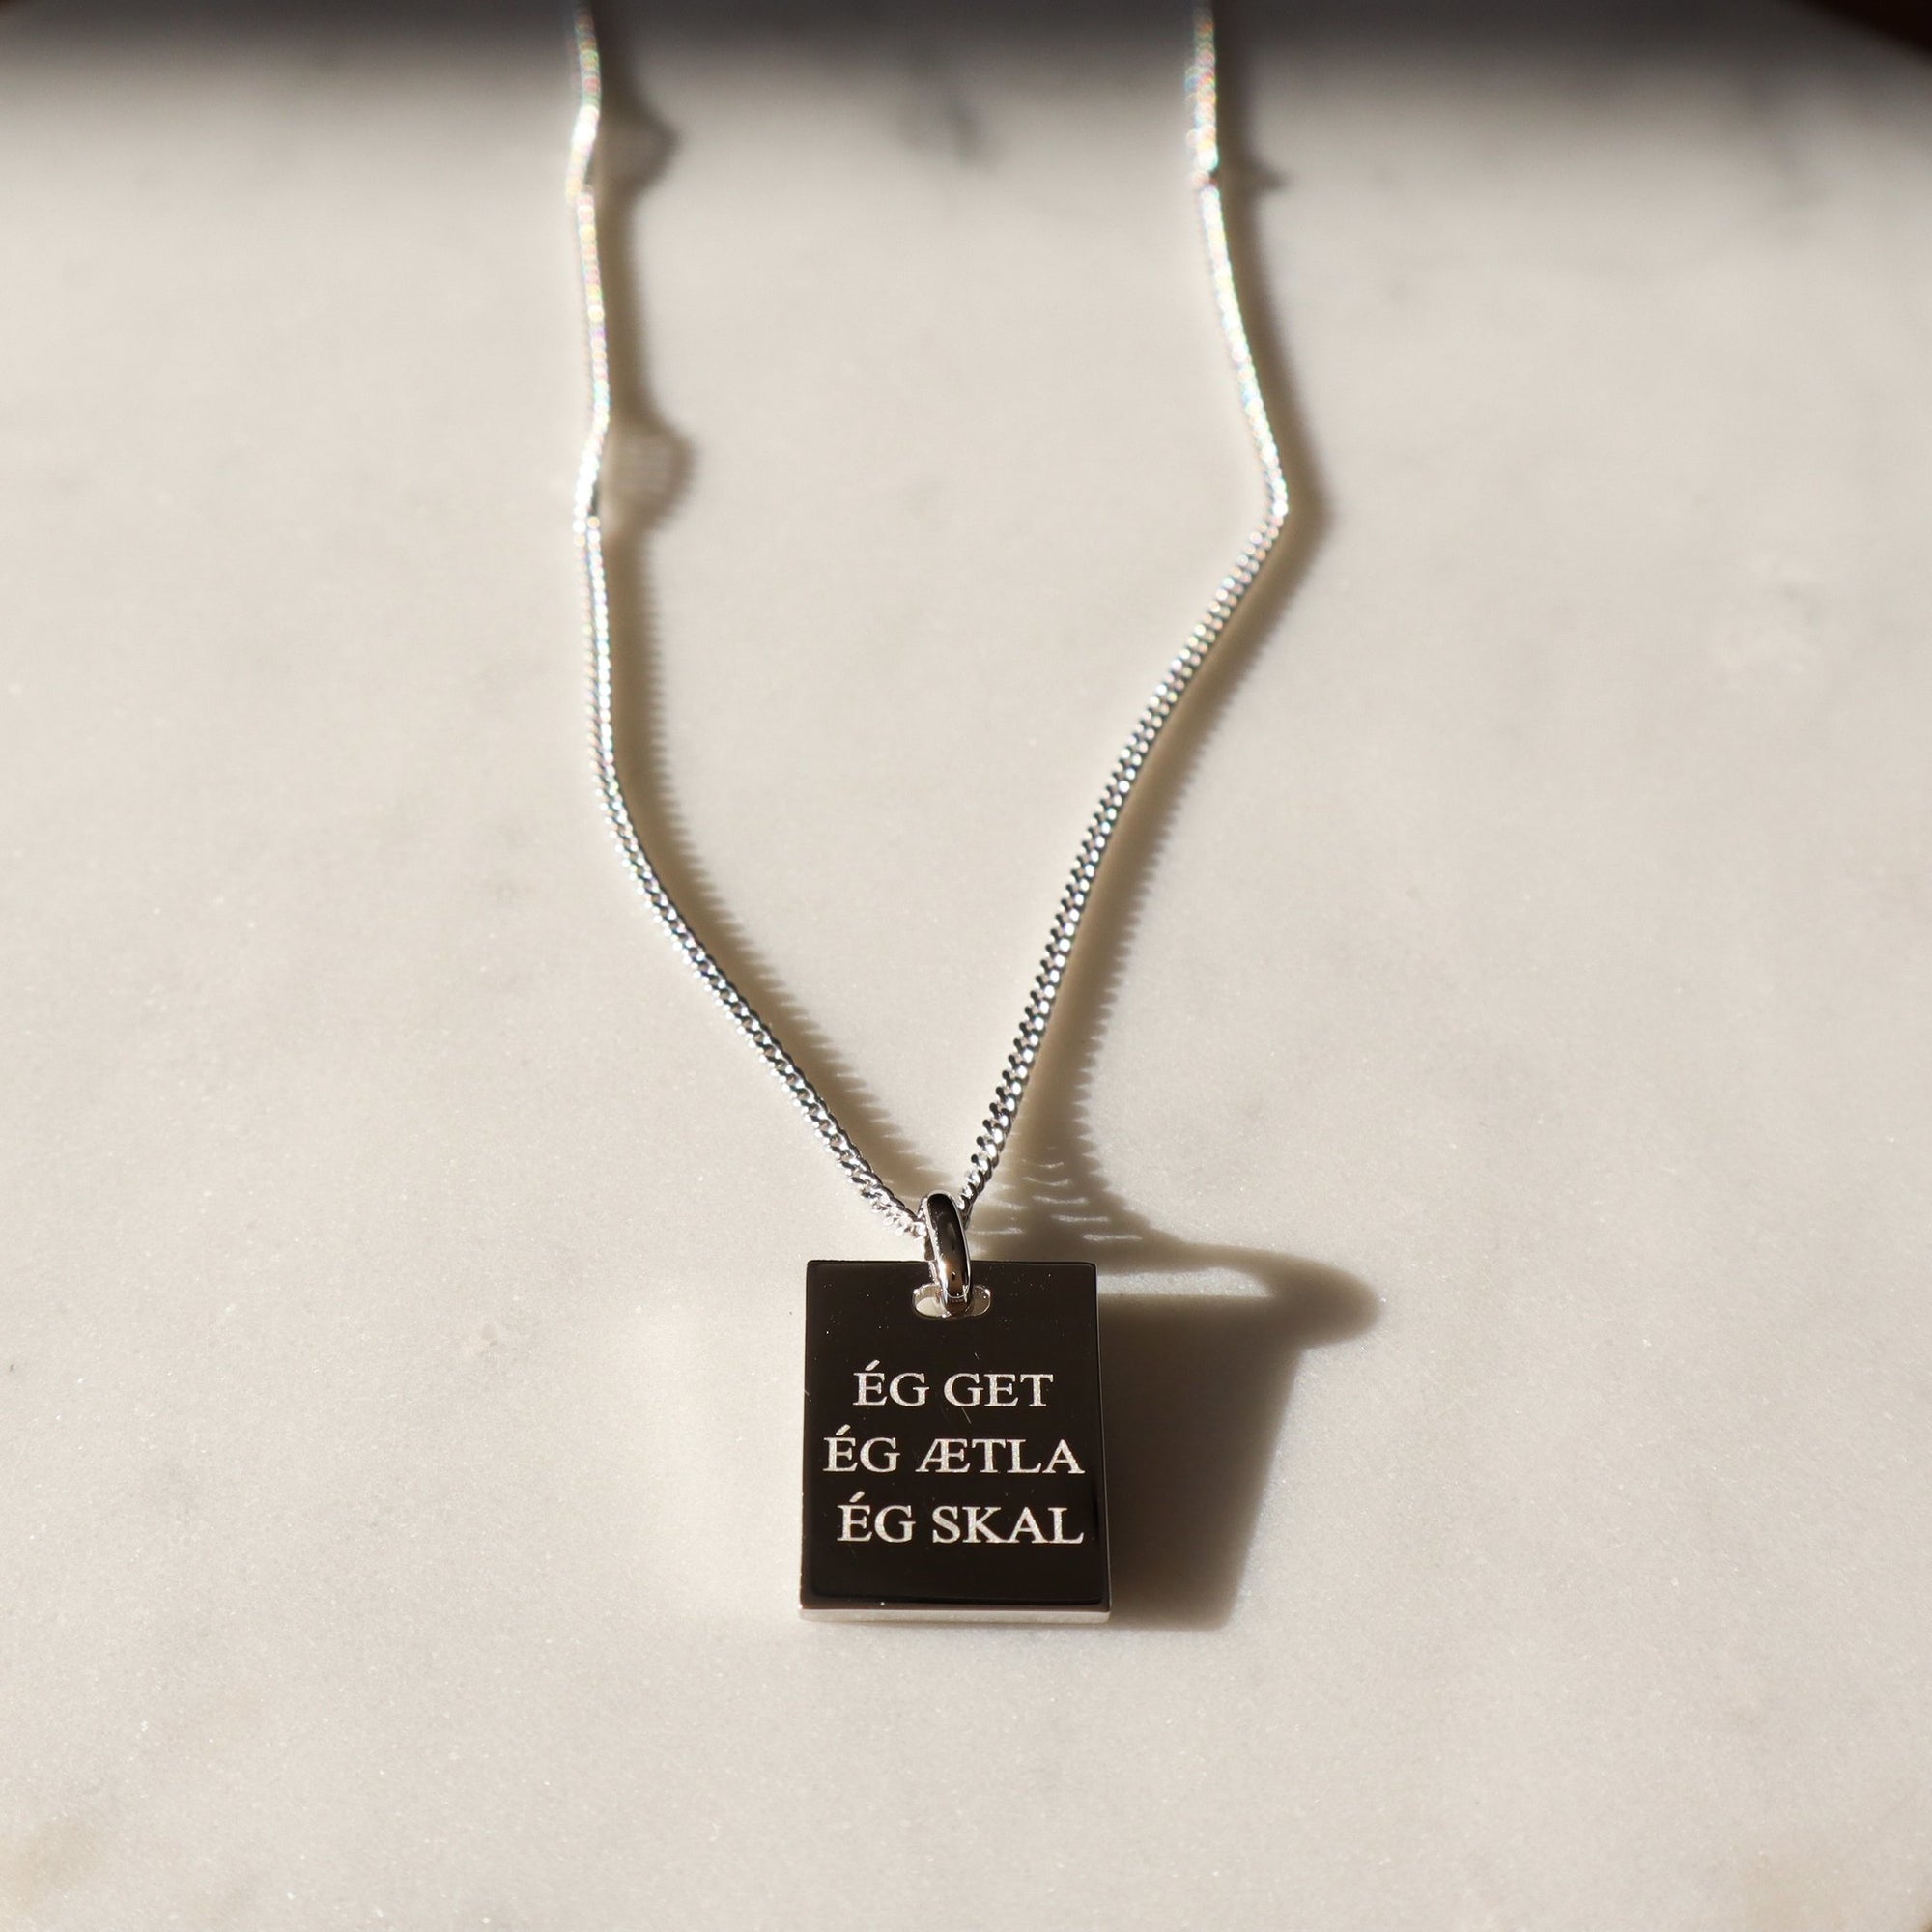 ÉG GET
ÉG ÆTLA
ÉG SKAL